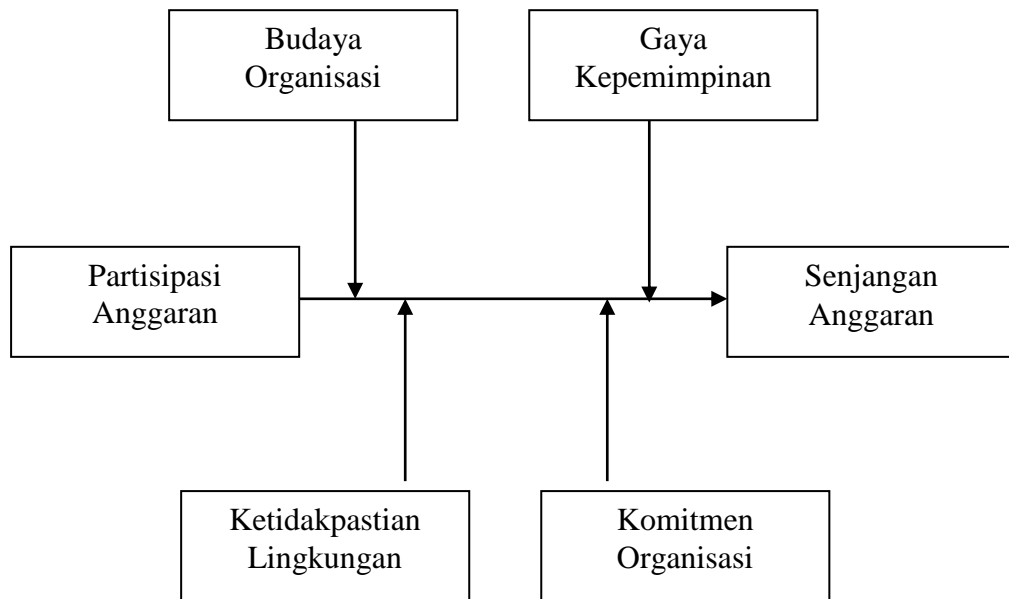 Budaya
Organisasi
Gaya
Kepemimpinan
Partisipasi
Anggaran
Senjangan
Anggaran
Ketidakpastian
Lingkungan
Komitmen
Organisasi